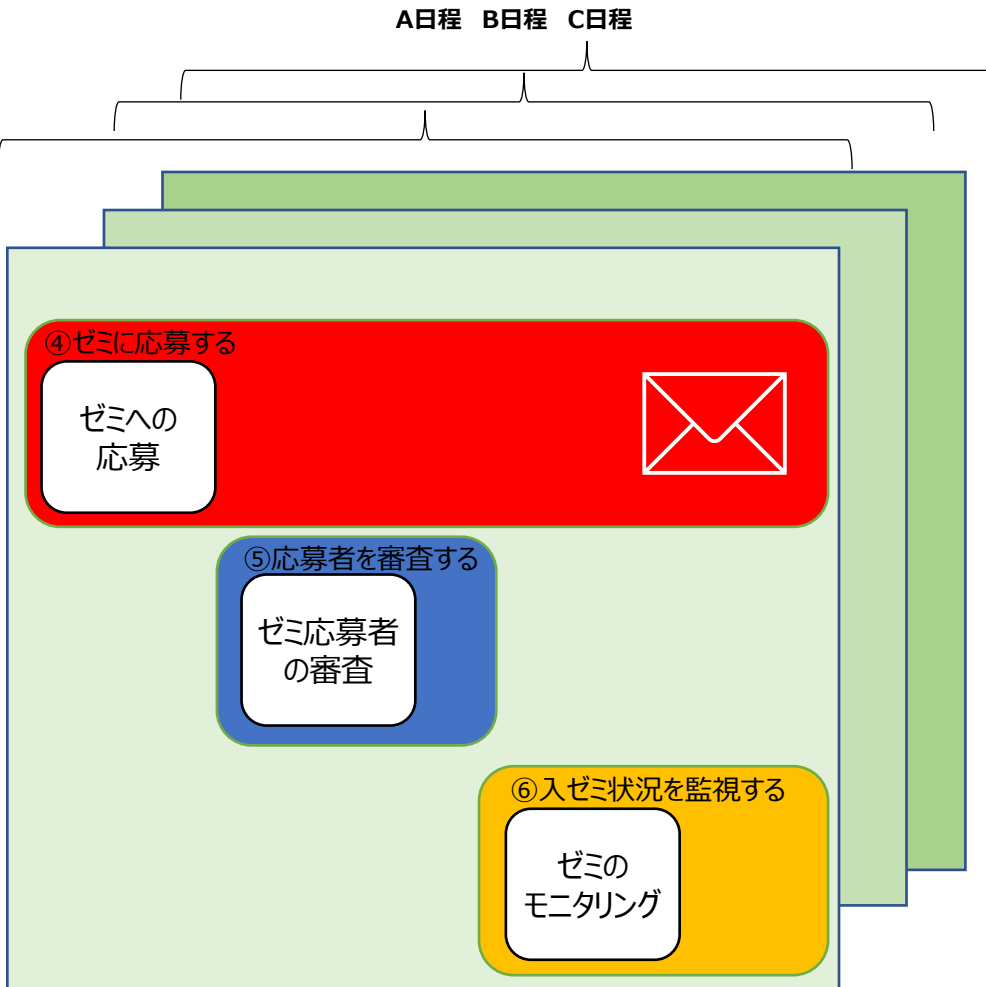 A日程 B日程 C日程
④ゼミに応募する
ゼミへの
応募
⑤応募者を審査する
ゼミ応募者
の審査
⑥入ゼミ状況を監視する
ゼミの
モニタリング